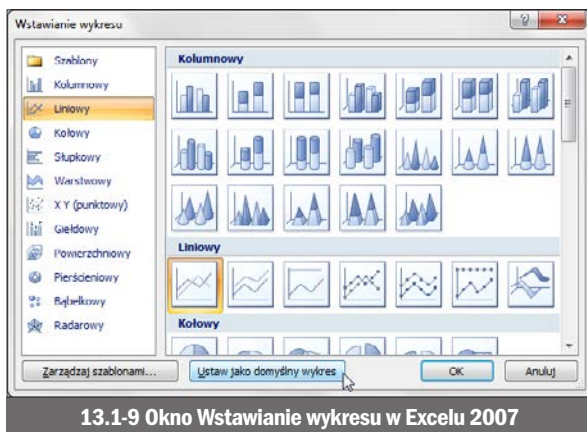 Wstawianie wykresu
Szablony
Kolumnowy
Liniowy
Kołowy
Słupkowy
Warstwowy
X Y (punktowy)
Giełdowy
Powierzchniowy
Pierścieniowy
Bąbelkowy
Radarowy
Kolumnowy
Liniowy
Kołowy
Zarządzaj szablonami...
Ustaw jako domyślny wykres
OK
Anuluj
13.1-9 Okno Wstawianie wykresu w Excelu 2007